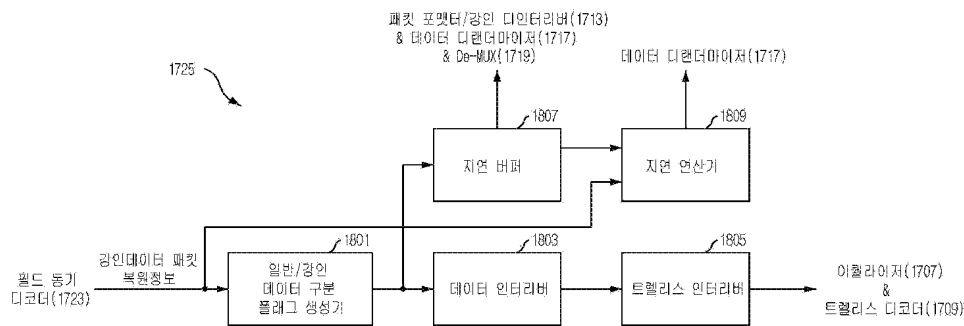 패킷 포맷터/강인 디인터리버(1713)
& 데이터 디랜더마이저(1717)
& De-MUX(1719)
데이터 디랜더마이저(1717)
1725
1807
1809
지연 버퍼
지연 연산기
1801
1803
1805
강인데이터 패킷
복원정보
필드 동기
디코더(1723)
일반/강인
데이터 구분
플래그 생성기
데이터 인터리버
트렐리스 인터리버
이퀄라이저(1707)
&
트렐리스 디코더(1709)